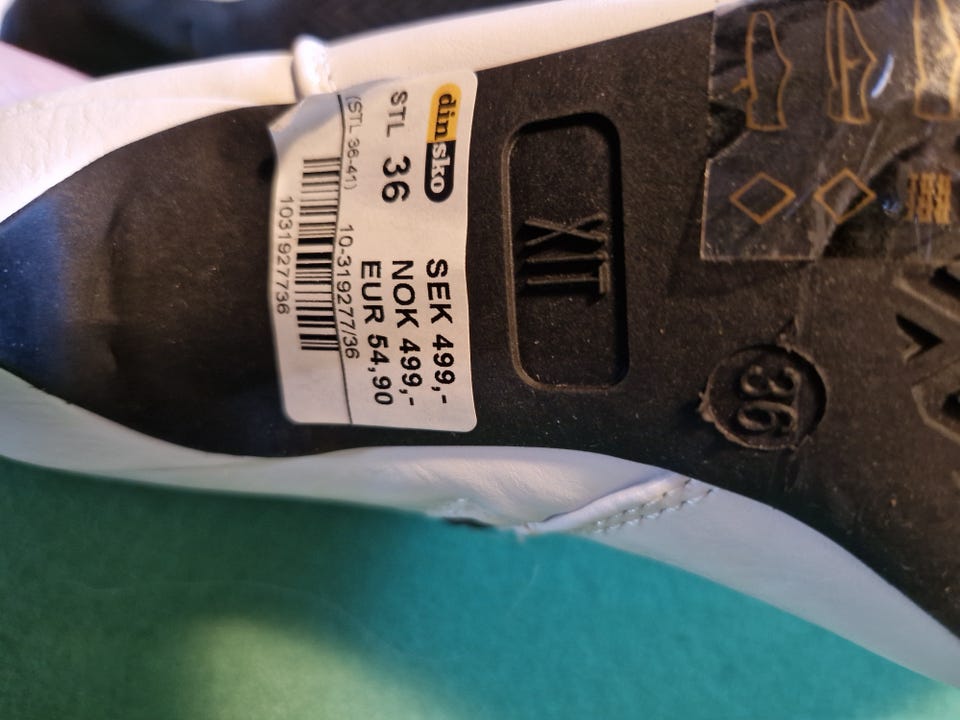 dinsko
STL 36
(STL 36-41)
SEK 499,-
NOK 499,-
EUR 54,90
10-319277/36
1031927736
XIT
36